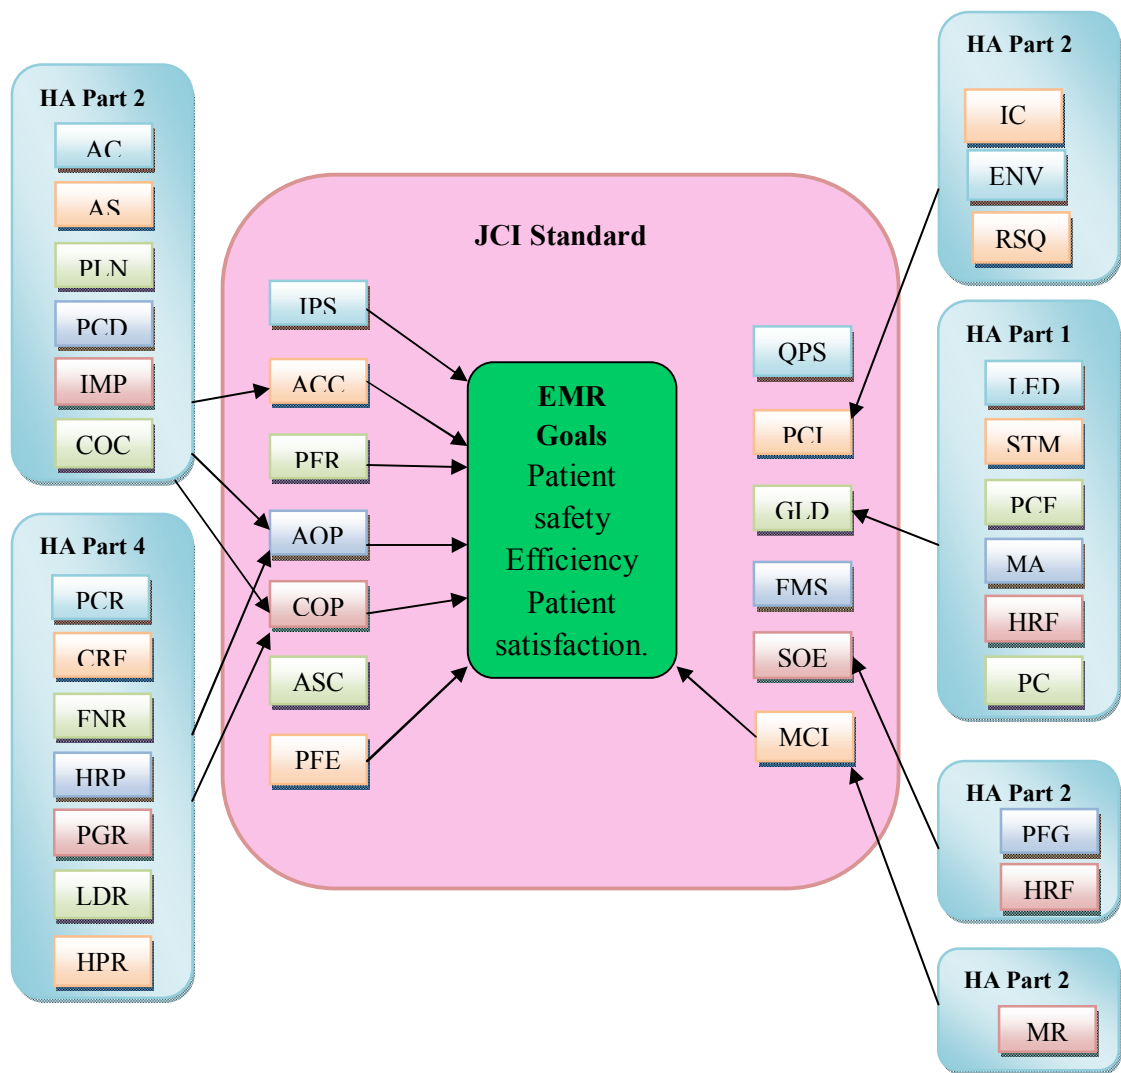 HA Part 2
AC
AS
PLN
PCD
IMP
COC
HA Part 4
PCR
CRF
FNR
HRP
PGR
LDR
HPR
JCI Standard
IPS
ACC
PFR
AOP
COP
ASC
PFE
EMR
Goals
Patient
safety
Efficiency
Patient
satisfaction.
QPS
PCI
GLD
FMS
SQE
MCI
HA Part 2
IC
ENV
RSQ
HA Part 1
LED
STM
PCF
MA
HRF
PC
HA Part 2
PFG
HRF
HA Part 2
MR